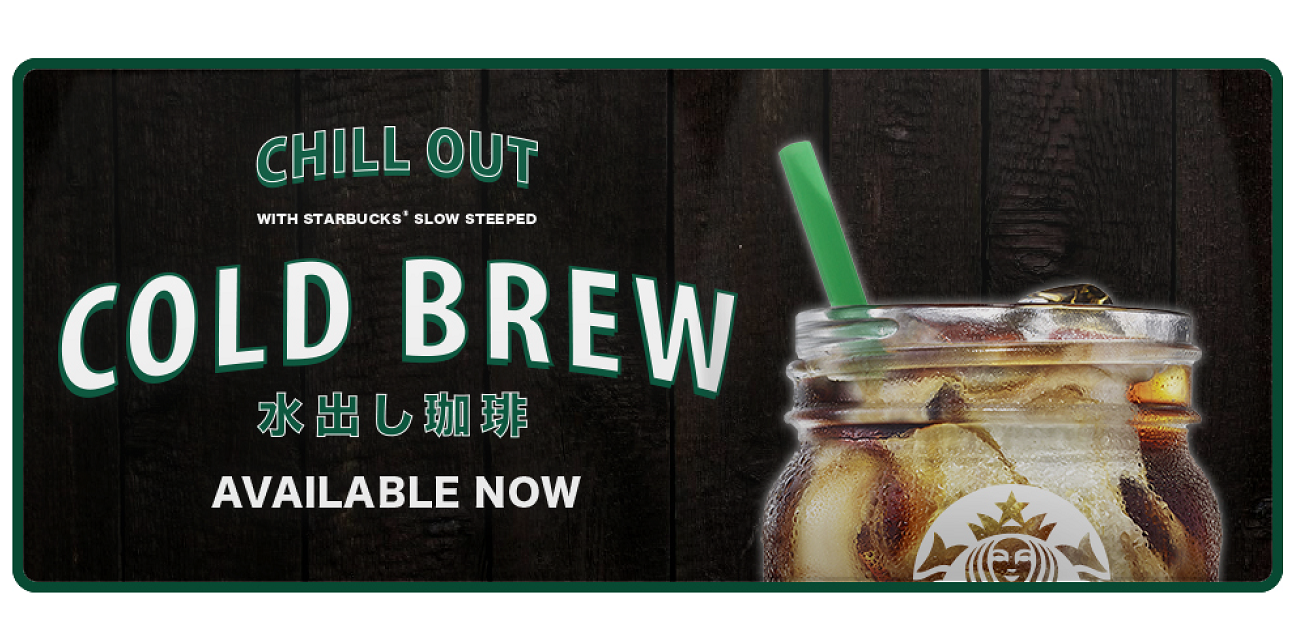 CHILL OUT
WITH STARBUCKS® SLOW STEEPED
COLD BREW
水出し珈琲
AVAILABLE NOW